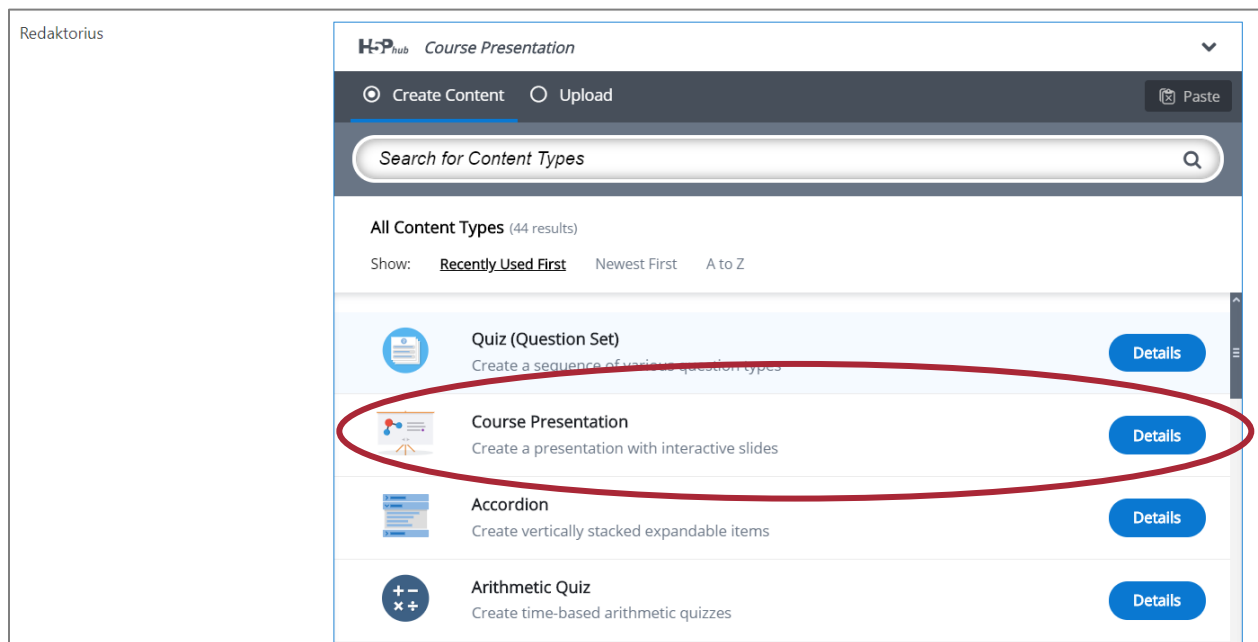 Redaktorius
H5Phub Course Presentation
Create Content Upload Paste
Search for Content Types
All Content Types (44 results)
Show: Recently Used First Newest First A to Z
Quiz (Question Set)
Create a sequence of various question types
Details
Course Presentation
Create a presentation with interactive slides
Details
Accordion
Create vertically stacked expandable items
Details
Arithmetic Quiz
Create time-based arithmetic quizzes
Details